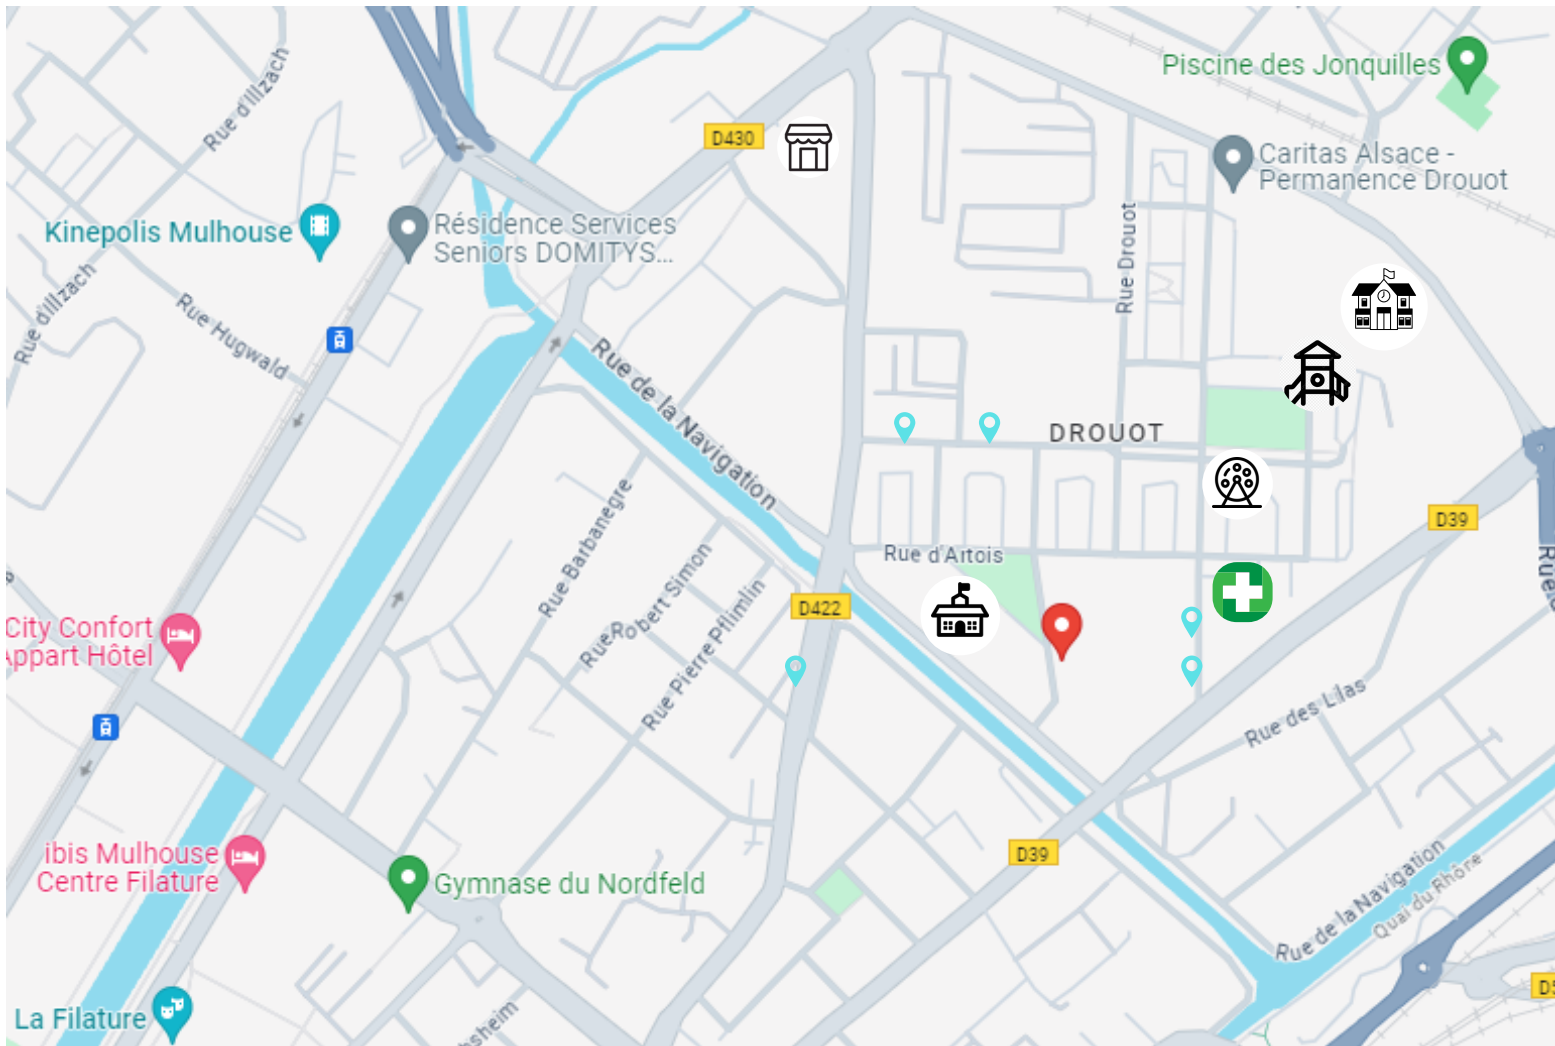 Rue d'Illzach
Piscine des Jonquilles
D430
Caritas Alsace -
Permanence Drouot
Kinepolis Mulhouse
Résidence Services
Seniors DOMITYS...
Rue Drouot
Rue d'Illzach
Rue Hugwald
Rue de la Navigation
DROUOT
D39
Rue Barbanegre
Rue d'Artois
Rue Robert Simon
Rue Pierre Pflimlin
D422
City Confort
Appart Hôtel
Rue des Lilas
ibis Mulhouse
Centre Filature
D39
Gymnase du Nordfeld
Rue de la Navigation
Quai du Rhône
La Filature